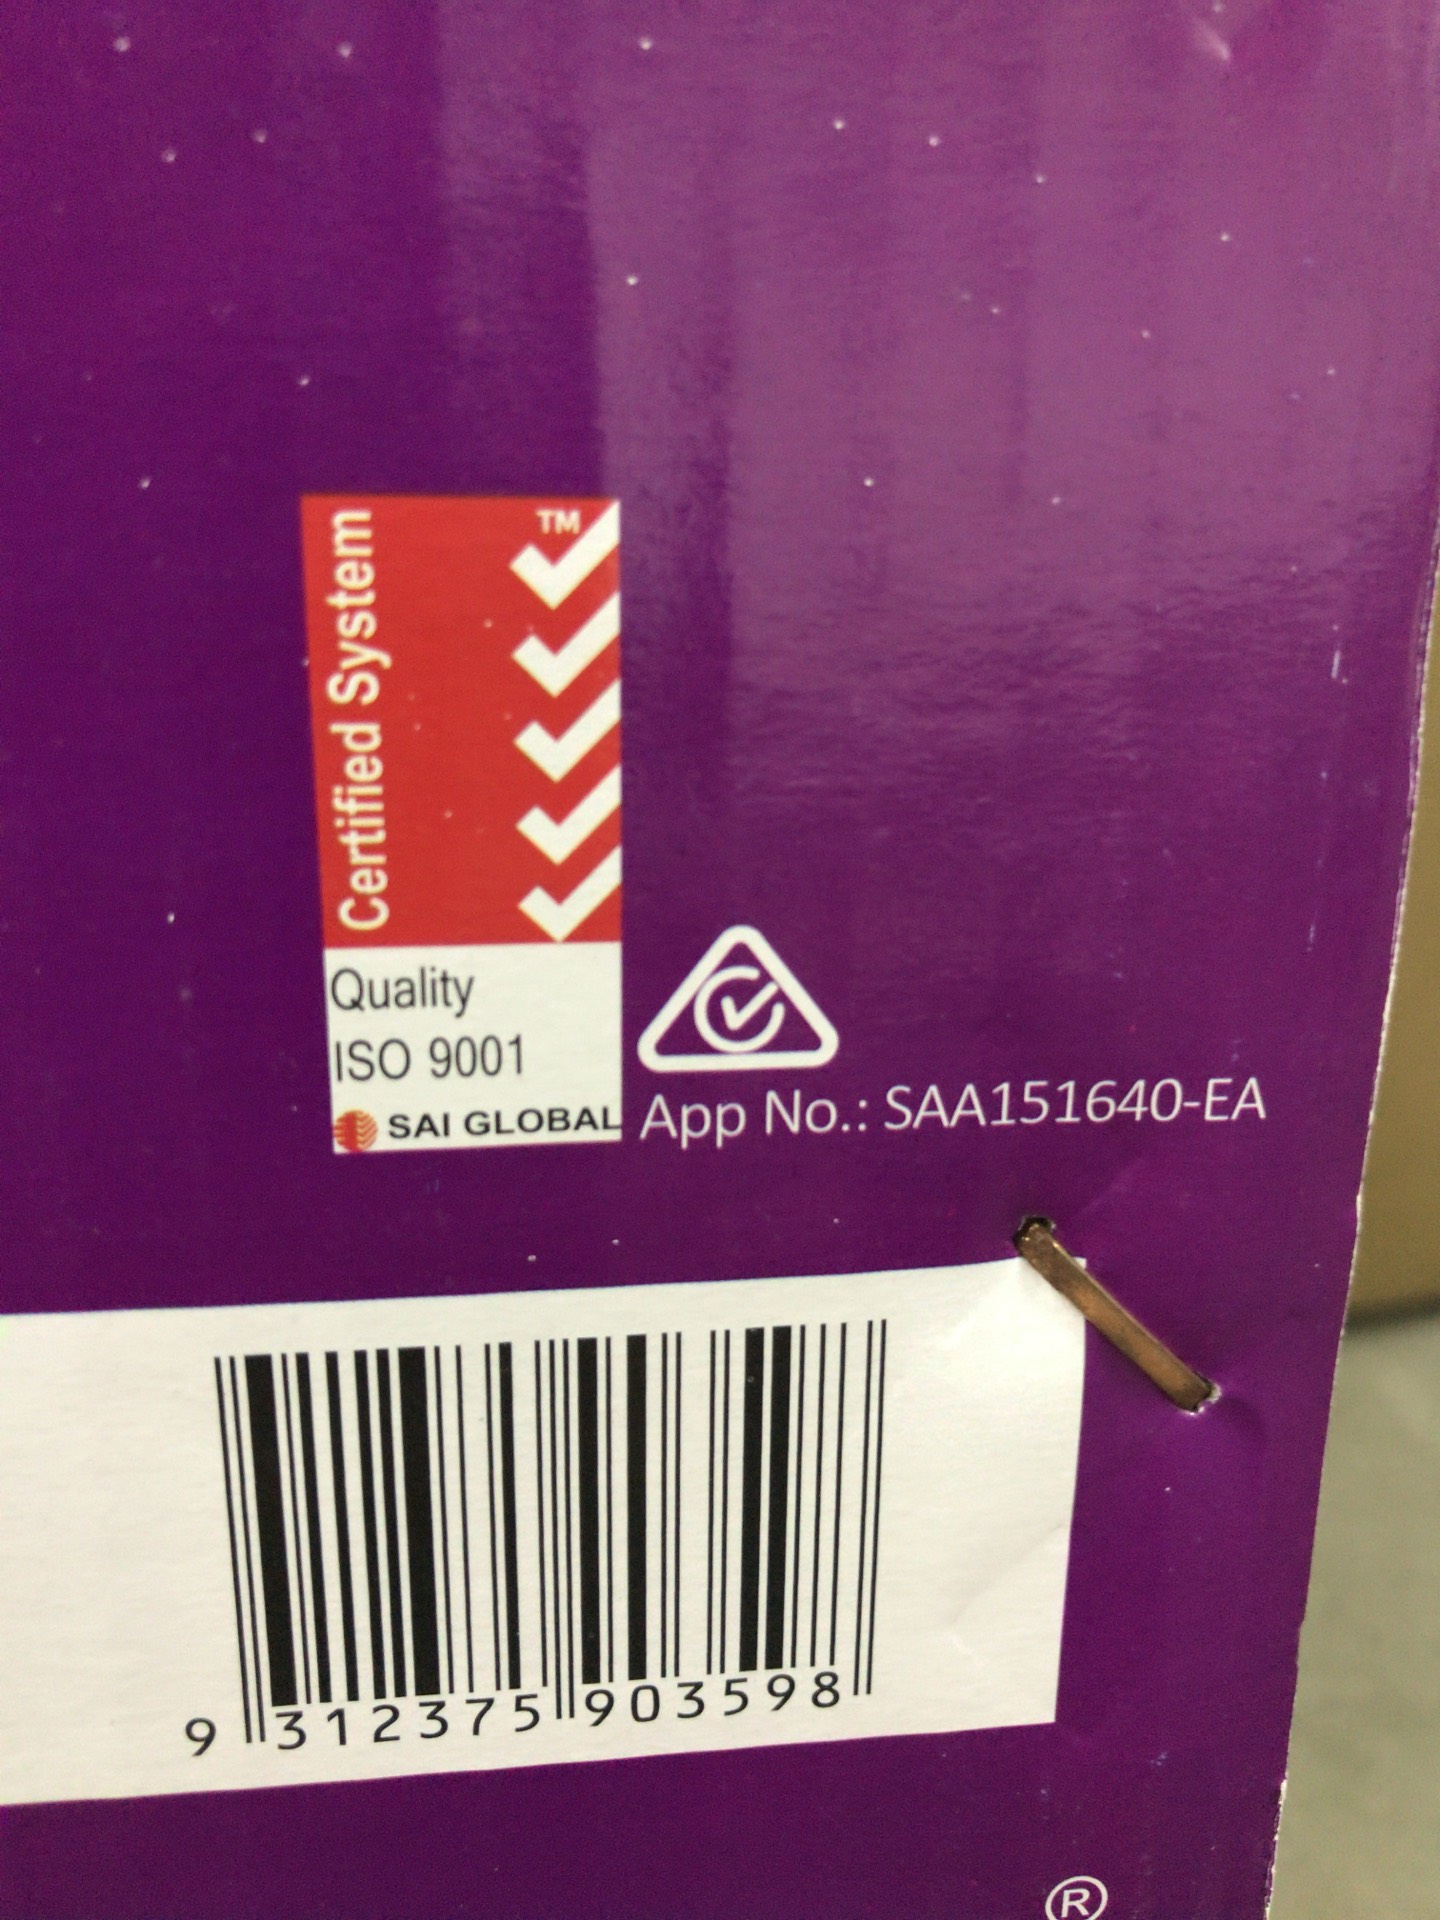 Certified System
TM
Quality
ISO 9001
SAI GLOBAL
App No.: SAA151640-EA
9 312375 903598
®